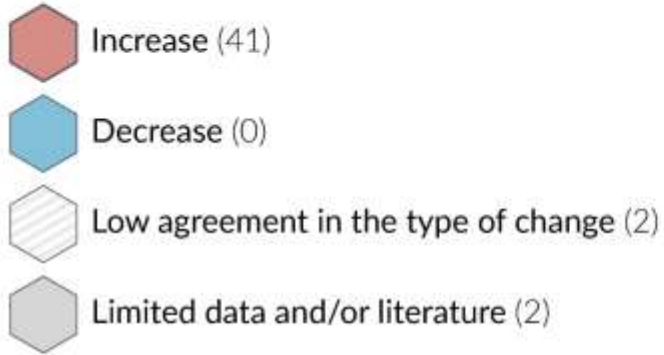 Increase (41)
Decrease (0)
Low agreement in the type of change (2)
Limited data and/or literature (2)